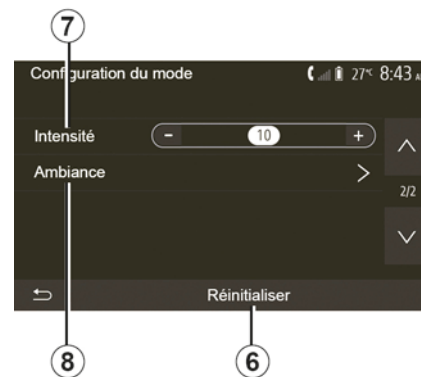 7
Configuration du mode 27°C 8:43
Intensité - 10 +
Ambiance >
2/2
Réinitialiser
8 6